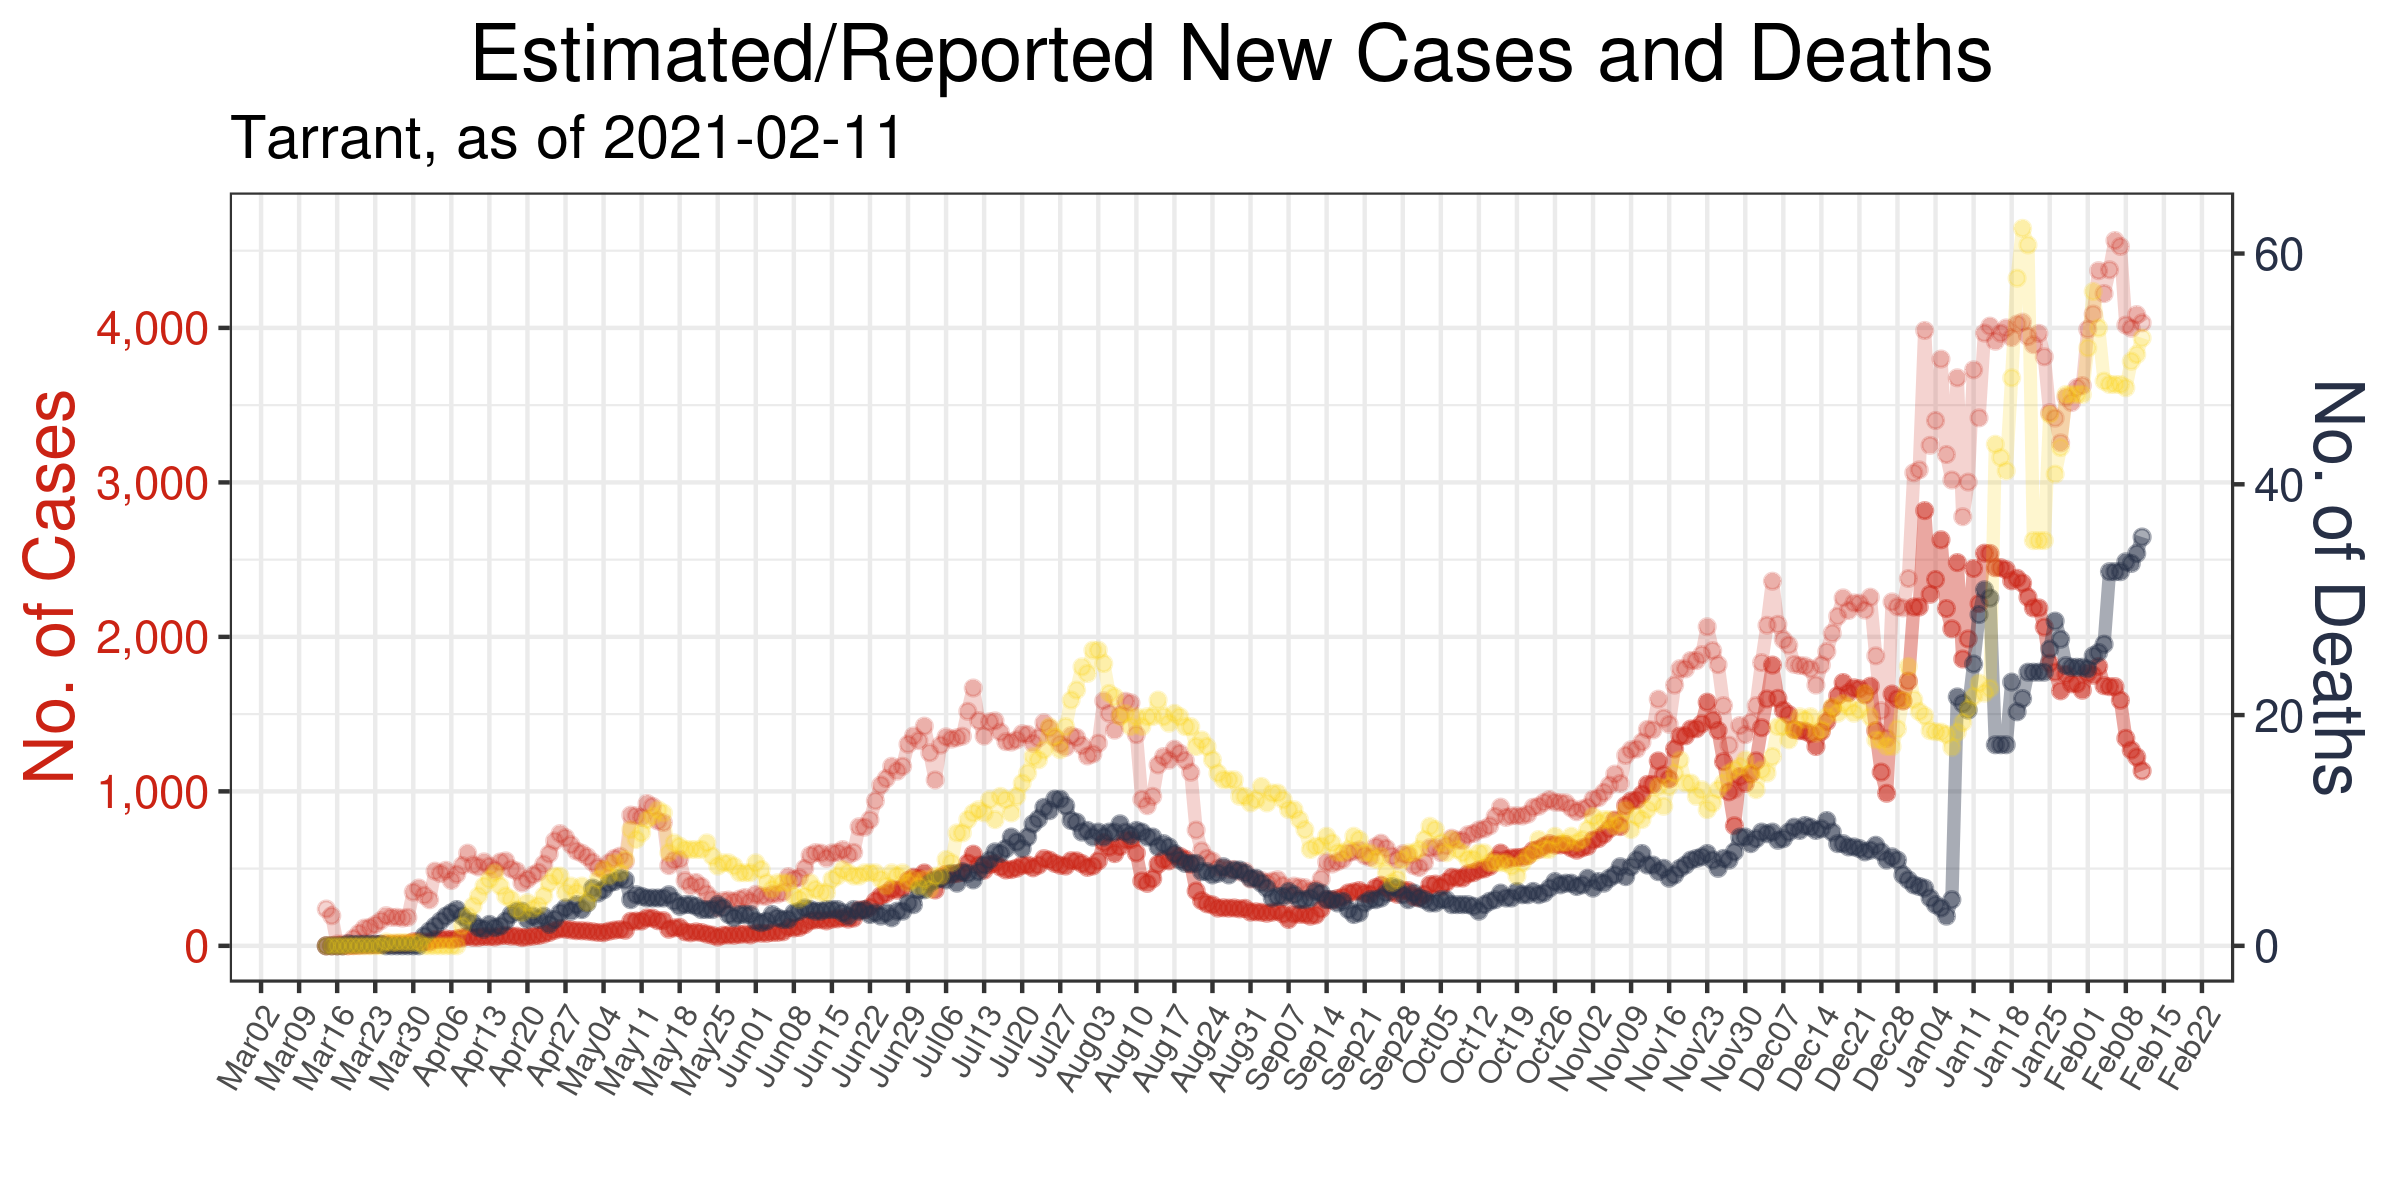 Estimated/Reported New Cases and Deaths
Tarrant, as of 2021-02-11
No. of Cases
4,000
3,000
2,000
1,000
0
60
40
20
0
No. of Deaths
Mar02
Mar09
Mar16
Mar23
Mar30
Apr06
Apr13
Apr20
Apr27
May04
May11
May18
May25
Jun01
Jun08
Jun15
Jun22
Jun29
Jul06
Jul13
Jul20
Jul27
Aug03
Aug10
Aug17
Aug24
Aug31
Sep07
Sep14
Sep21
Sep28
Oct05
Oct12
Oct19
Oct26
Nov02
Nov09
Nov16
Nov23
Nov30
Dec07
Dec14
Dec21
Dec28
Jan04
Jan11
Jan18
Jan25
Feb01
Feb08
Feb15
Feb22